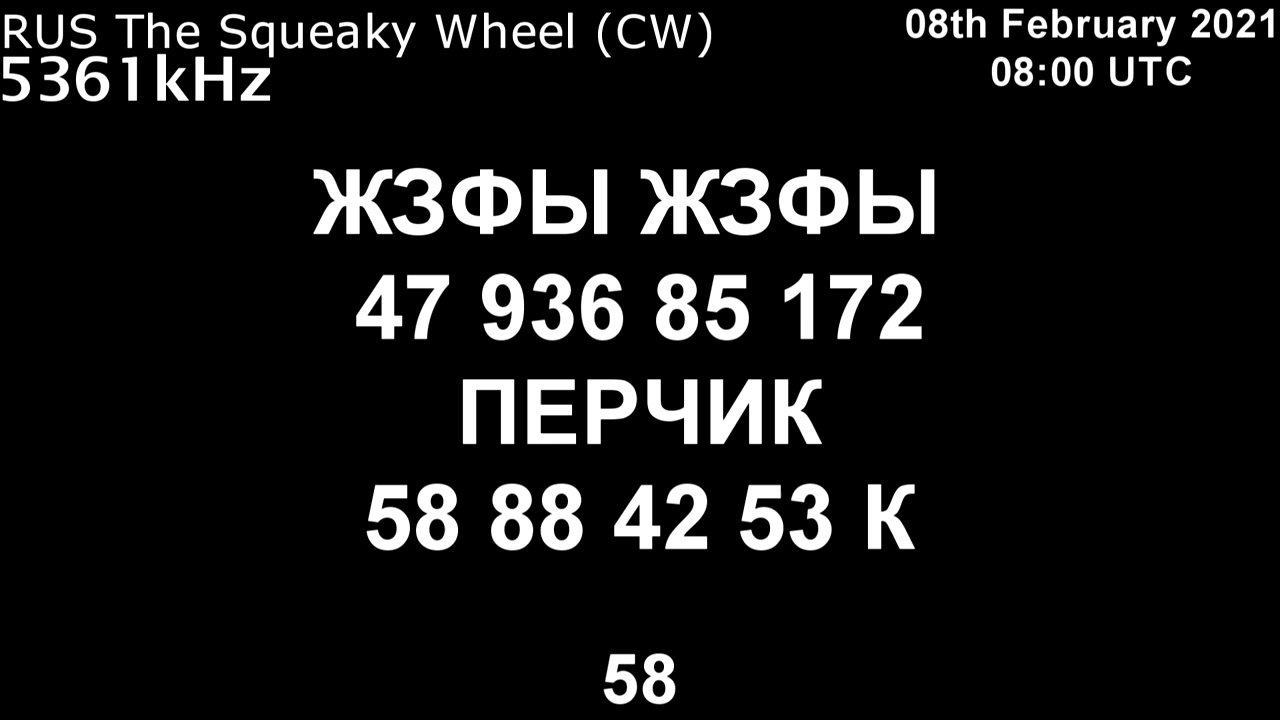 RUS The Squeaky Wheel (CW)
5361kHz
08th February 2021
08:00 UTC
ЖЗФЫ ЖЗФЫ
47 936 85 172
ПЕРЧИК
58 88 42 53 К
58